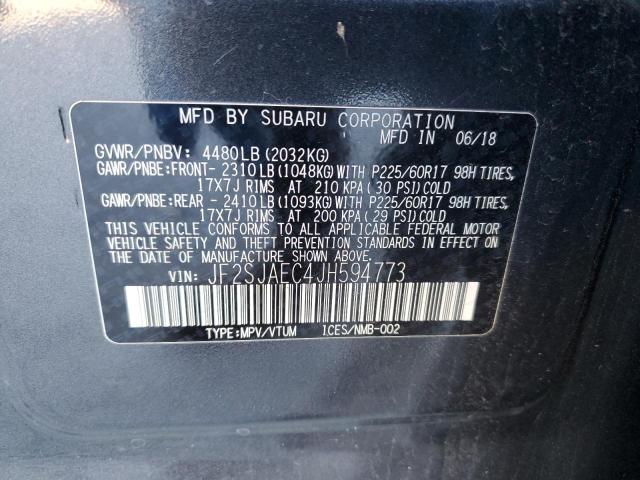 MFD BY SUBARU CORPORATION
MFD IN 06/18
GVWR/PNBV: 4480LB(2032KG)
GAWR/PNBE:FRONT- 2310LB(1048KG)WITH P225/60R17 98H TIRES,
17X7J RIMS AT 210 KPA(30 PSI)COLD
GAWR/PNBE:REAR - 2410LB(1093KG)WITH P225/60R17 98H TIRES,
17X7J RIMS AT 200 KPA(29 PSI)COLD
THIS VEHICLE CONFORMS TO ALL APPLICABLE FEDERAL MOTOR
VEHICLE SAFETY AND THEFT PREVENTION STANDARDS IN EFFECT ON
THE DATE OF MANUFACTURE SHOWN ABOVE.
VIN: JF2SJAEC4JH594773
TYPE:MPV/VTUM ICES/NMB-002